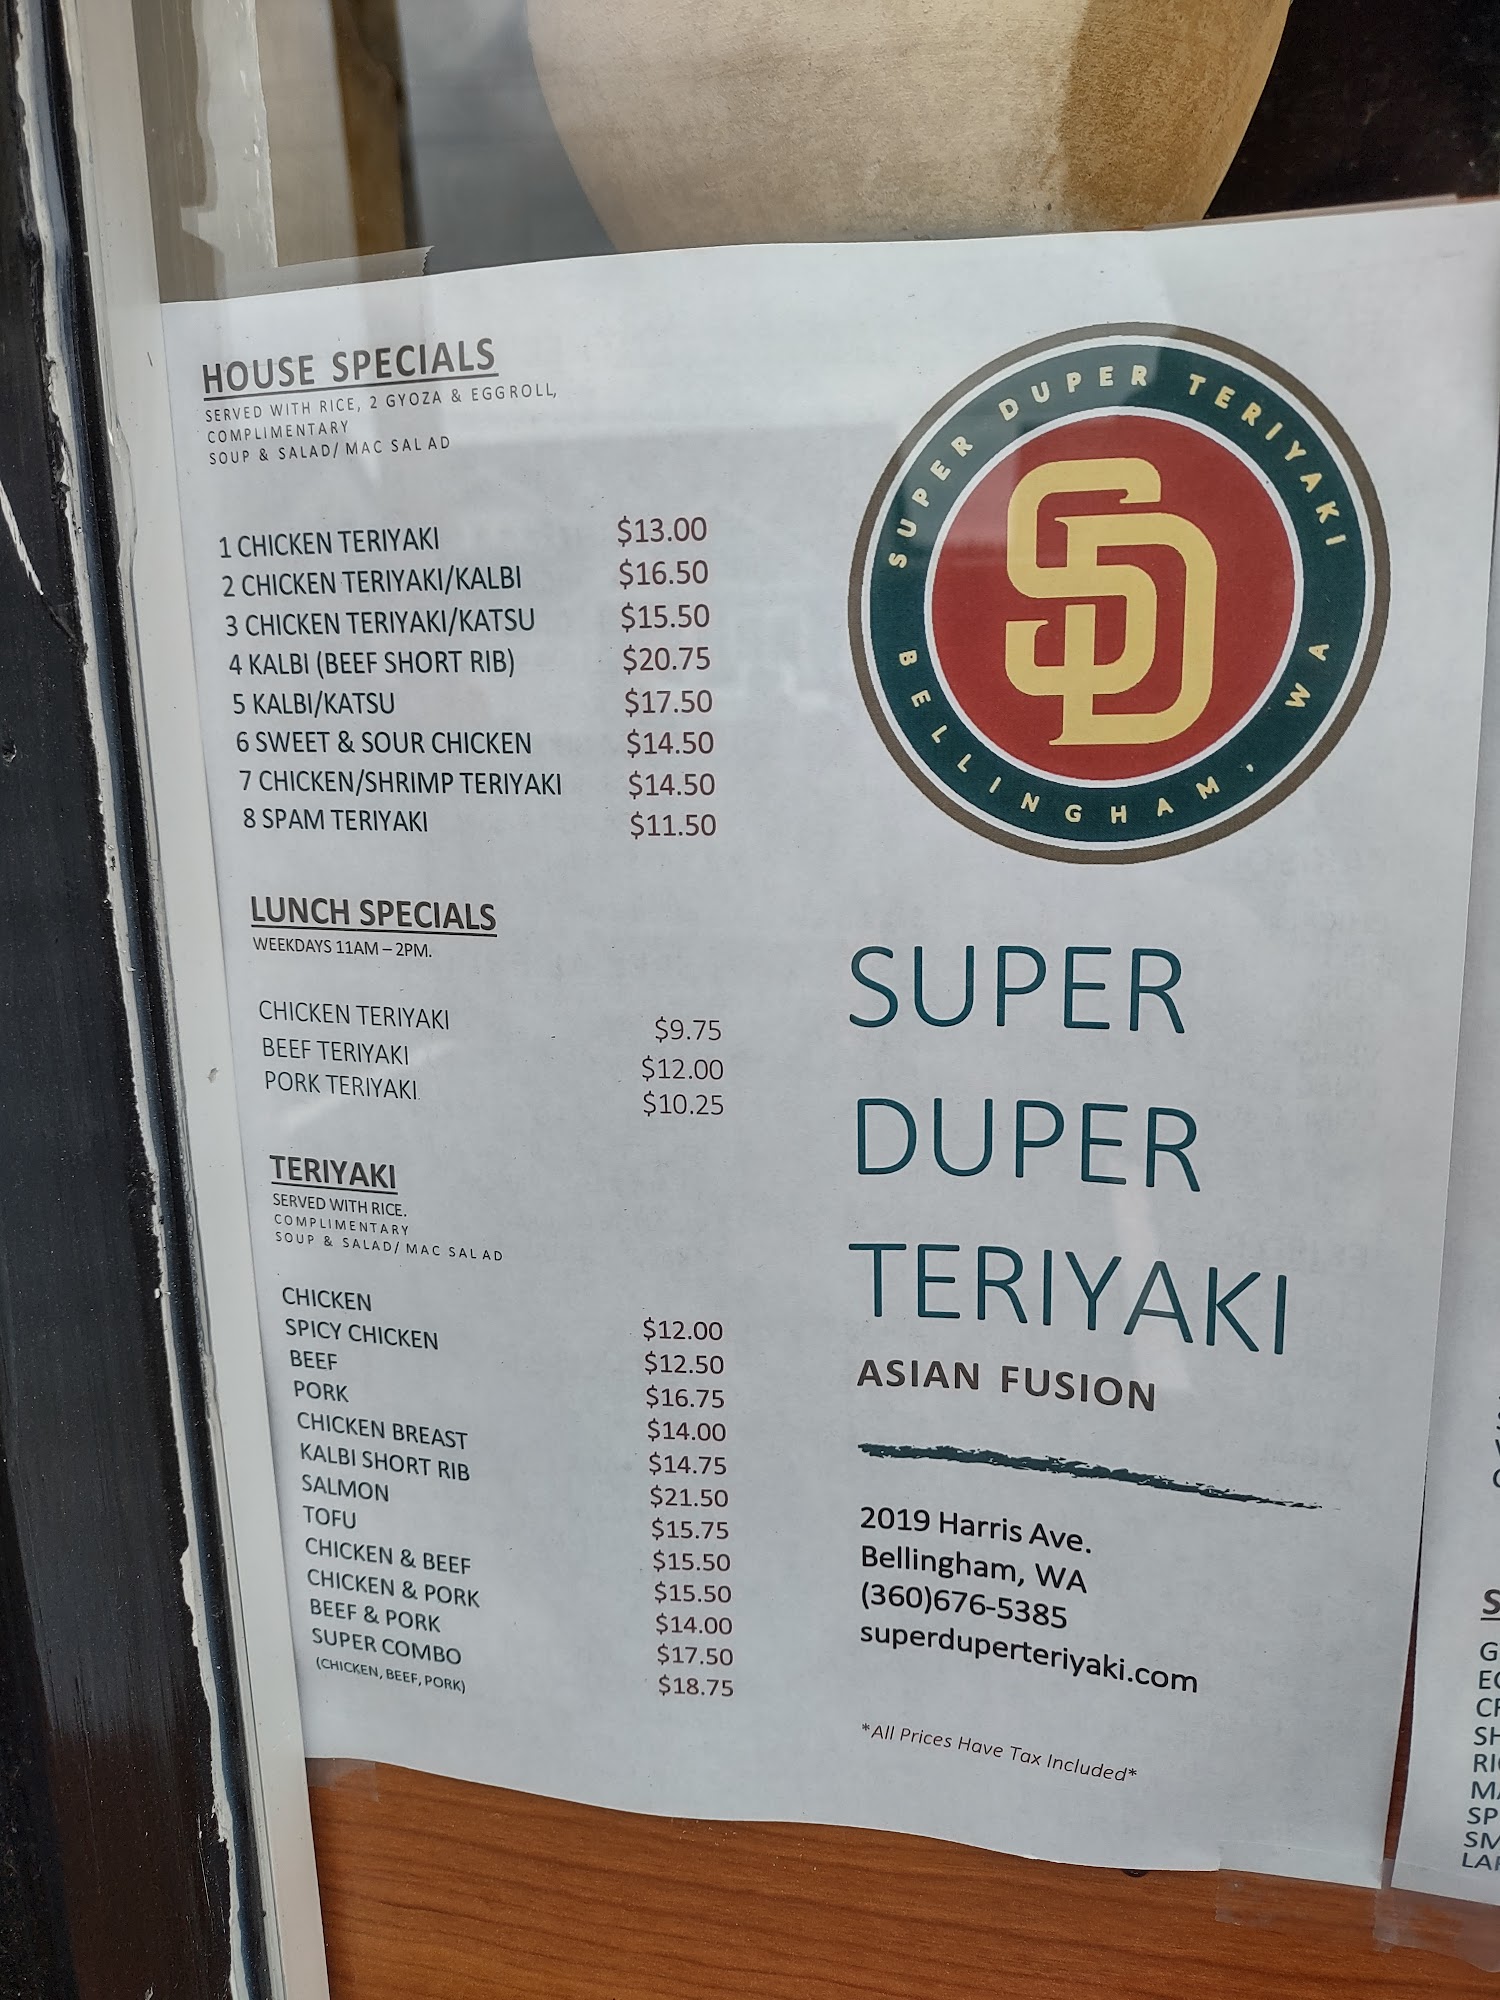 HOUSE SPECIALS
SERVED WITH RICE, 2 GYOZA & EGGROLL,
COMPLIMENTARY
SOUP & SALAD/ MAC SALAD
1 CHICKEN TERIYAKI $13.00
2 CHICKEN TERIYAKI/KALBI $16.50
3 CHICKEN TERIYAKI/KATSU $15.50
4 KALBI (BEEF SHORT RIB) $20.75
5 KALBI/KATSU $17.50
6 SWEET & SOUR CHICKEN $14.50
7 CHICKEN/SHRIMP TERIYAKI $14.50
8 SPAM TERIYAKI $11.50
LUNCH SPECIALS
WEEKDAYS 11AM – 2PM.
CHICKEN TERIYAKI $9.75
BEEF TERIYAKI $12.00
PORK TERIYAKI $10.25
TERIYAKI
SERVED WITH RICE.
COMPLIMENTARY
SOUP & SALAD/ MAC SALAD
CHICKEN $12.00
SPICY CHICKEN $12.50
BEEF $16.75
PORK $14.00
CHICKEN BREAST $14.75
KALBI SHORT RIB $21.50
SALMON $15.75
TOFU $15.50
CHICKEN & BEEF $15.50
CHICKEN & PORK $14.00
BEEF & PORK $17.50
SUPER COMBO $18.75
(CHICKEN, BEEF, PORK)
SUPER DUPER TERIYAKI
SD
BELLINGHAM, WA
SUPER
DUPER
TERIYAKI
ASIAN FUSION
2019 Harris Ave.
Bellingham, WA
(360)676-5385
superduperteriyaki.com
*All Prices Have Tax Included*